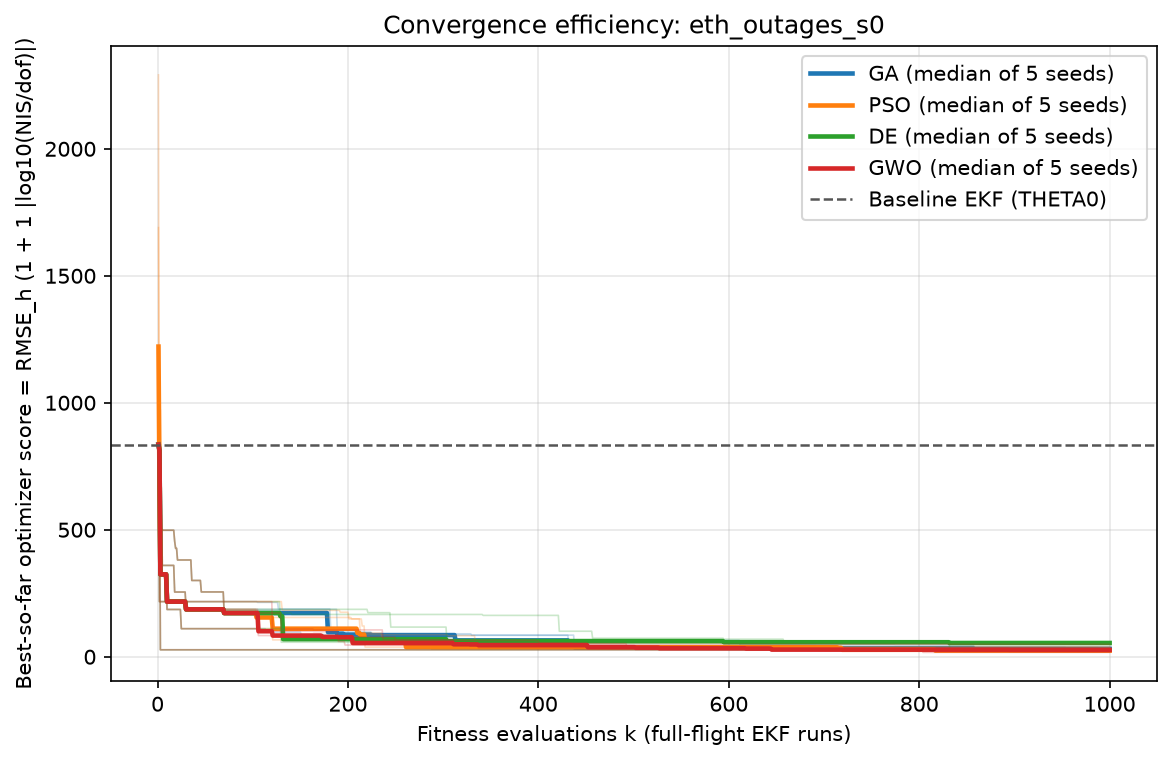 Convergence efficiency: eth_outages_s0
Best-so-far optimizer score = RMSE_h (1 + 1 |log10(NIS/dof)|)
2000
1500
1000
500
0
GA (median of 5 seeds)
PSO (median of 5 seeds)
DE (median of 5 seeds)
GWO (median of 5 seeds)
Baseline EKF (THETA0)
0 200 400 600 800 1000
Fitness evaluations k (full-flight EKF runs)